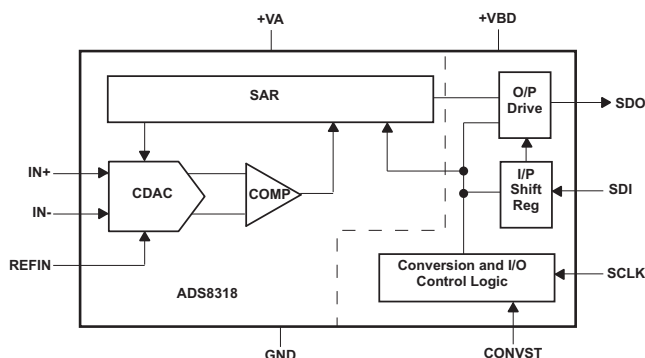 +VA
+VBD
SAR
O/P
Drive
SDO
IN+
CDAC
COMP
I/P
Shift
Reg
SDI
IN-
REFIN
Conversion and I/O
Control Logic
SCLK
ADS8318
GND
CONVST